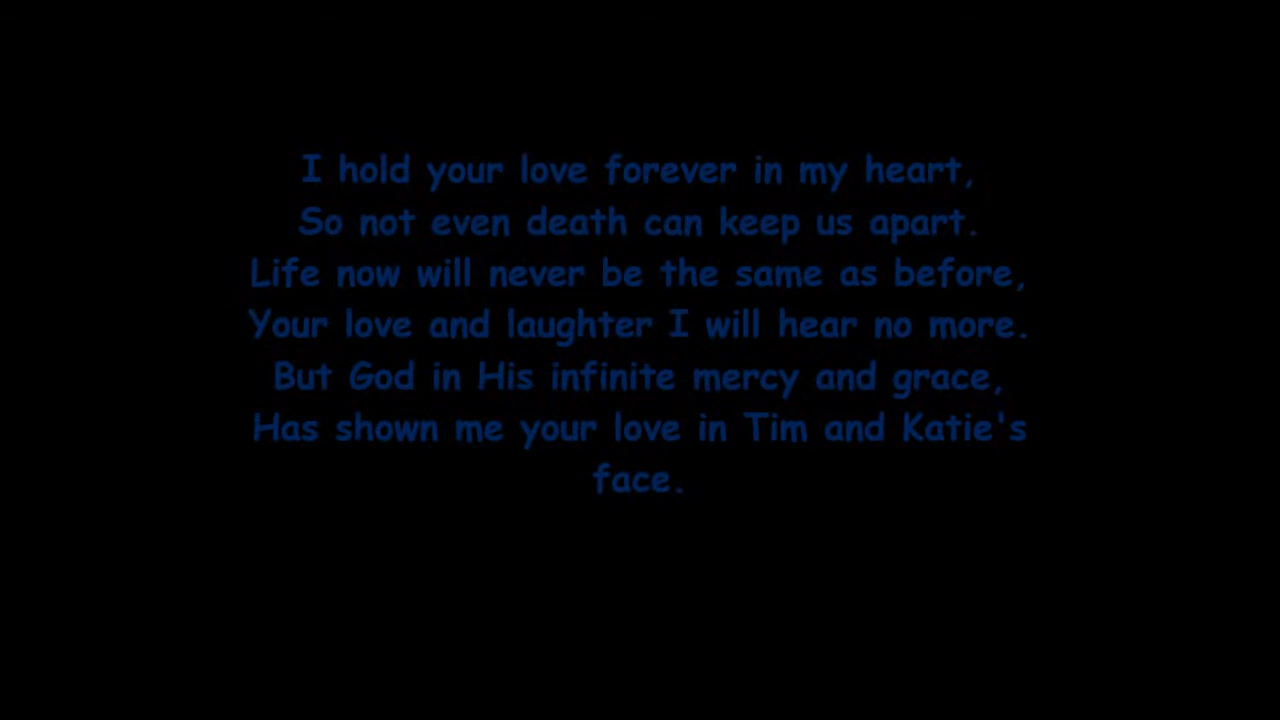 I hold your love forever in my heart,
So not even death can keep us apart.
Life now will never be the same as before,
Your love and laughter I will hear no more.
But God in His infinite mercy and grace,
Has shown me your love in Tim and Katie's
face.